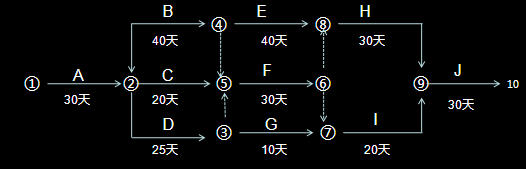 B E H
④ ⑧
40天 40天 30天
A C F J
① ② ⑤ ⑥ ⑨ 10
30天 20天 30天 30天
D G I
③ ⑦
25天 10天 20天